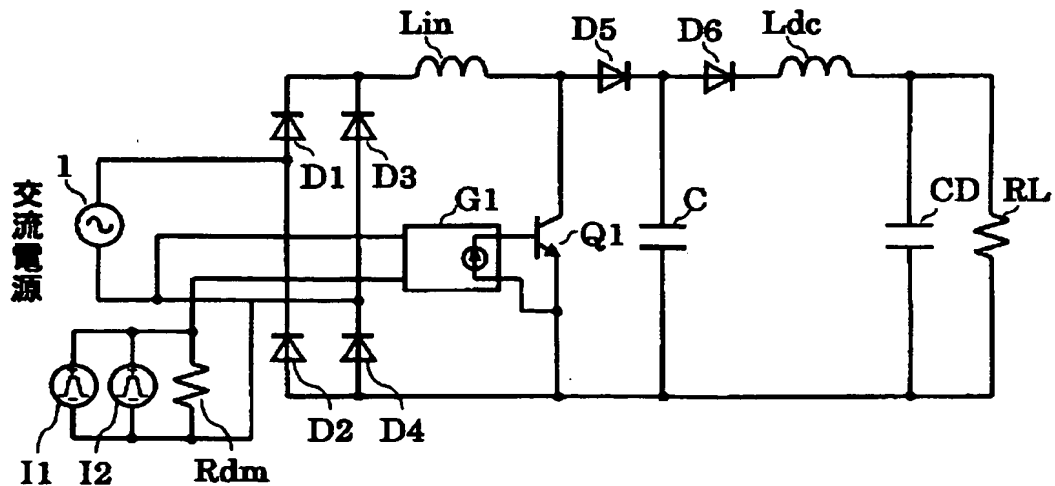 Lin
D5
D6
Ldc
1
D1
D3
交流電源
G1
Q1
C
CD
RL
I1
I2
Rdm
D2
D4